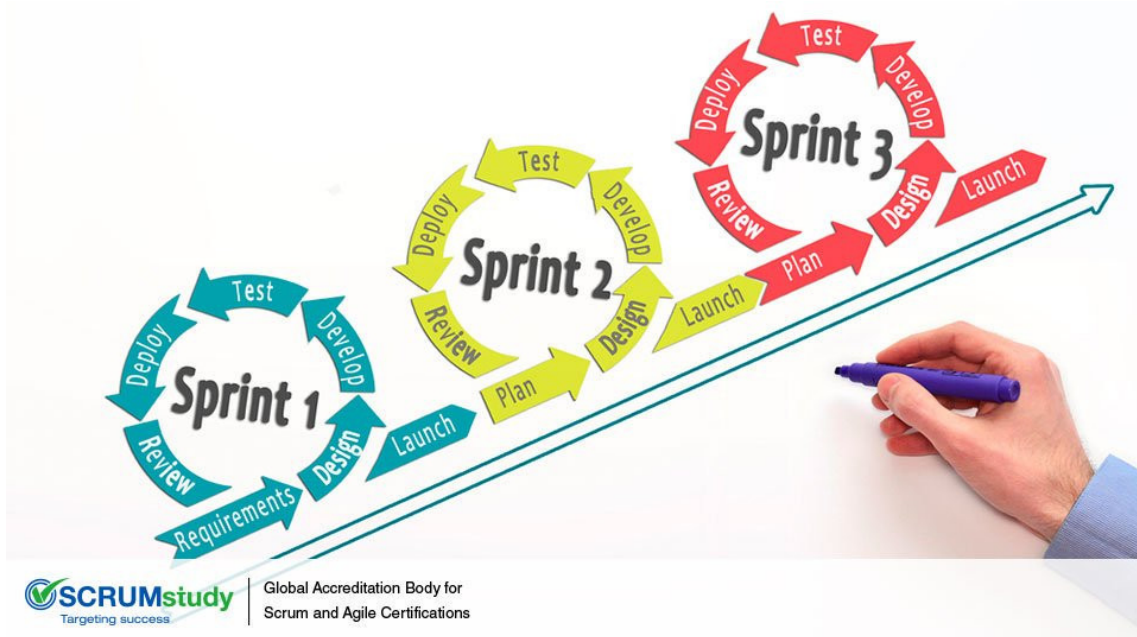 Sprint 1
Requirements
Design
Develop
Test
Deploy
Review
Launch
Sprint 2
Plan
Design
Develop
Test
Deploy
Review
Launch
Sprint 3
Plan
Design
Develop
Test
Deploy
Review
Launch
SCRUMstudy
Targeting success
Global Accreditation Body for
Scrum and Agile Certifications